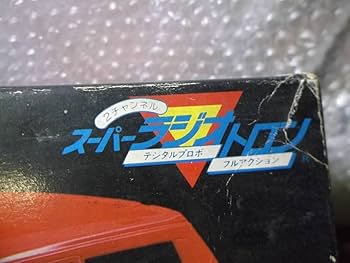 2チャンネル
スーパーラジオトロン
デジタルプロポ
フルアクション